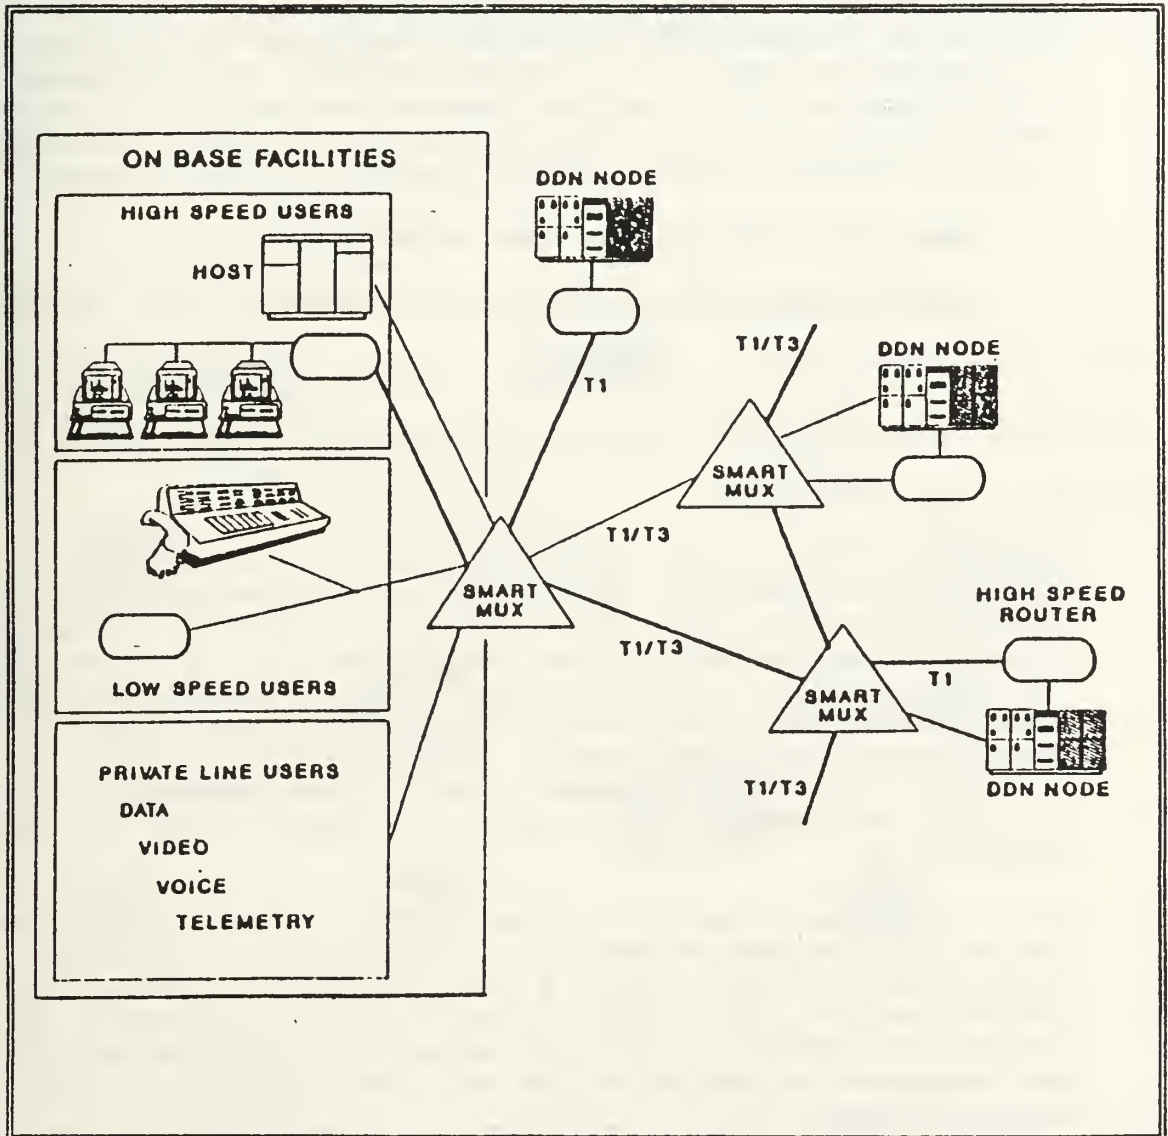 ON BASE FACILITIES
HIGH SPEED USERS
HOST
LOW SPEED USERS
PRIVATE LINE USERS
DATA
VIDEO
VOICE
TELEMETRY
SMART
MUX
DDN NODE
T1
T1/T3
T1/T3
T1/T3
DDN NODE
SMART
MUX
HIGH SPEED
ROUTER
T1
SMART
MUX
DDN NODE
T1/T3